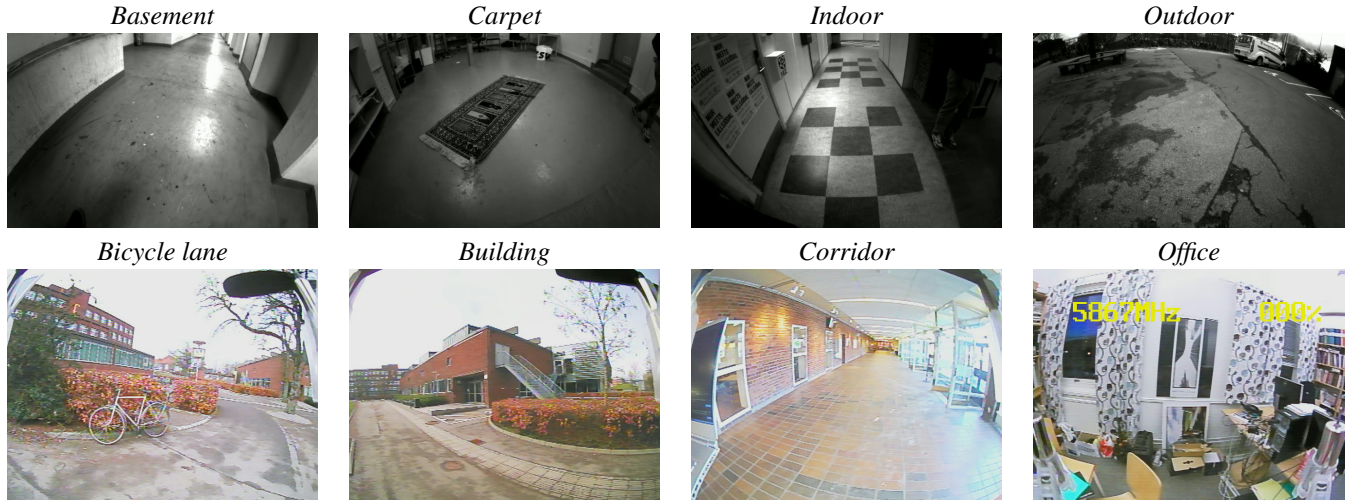 Basement Carpet Indoor Outdoor
Bicycle lane Building Corridor Office
5867MHz 000%